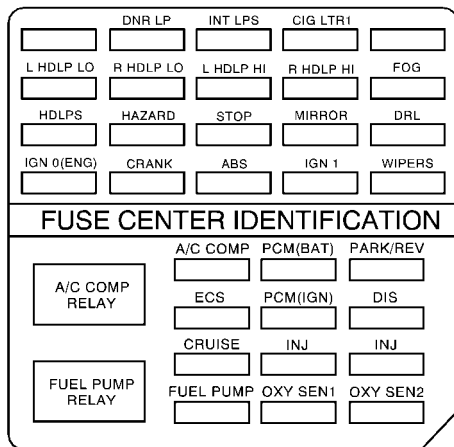 DNR LP INT LPS CIG LTR1
L HDLP LO R HDLP LO L HDLP HI R HDLP HI FOG
HDLPS HAZARD STOP MIRROR DRL
IGN 0(ENG) CRANK ABS IGN 1 WIPERS
FUSE CENTER IDENTIFICATION
A/C COMP PCM(BAT) PARK/REV
A/C COMP
RELAY
ECS PCM(IGN) DIS
CRUISE INJ INJ
FUEL PUMP
RELAY
FUEL PUMP OXY SEN1 OXY SEN2